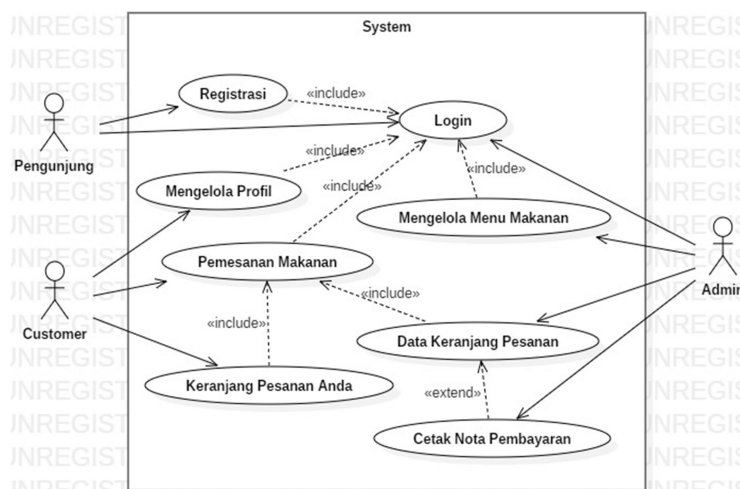 System
Registrasi
«include»
Login
Pengunjung
«include»
Mengelola Profil
«include»
«include»
Mengelola Menu Makanan
Pemesanan Makanan
Admin
«include»
Customer
«include»
Data Keranjang Pesanan
Keranjang Pesanan Anda
«extend»
Cetak Nota Pembayaran